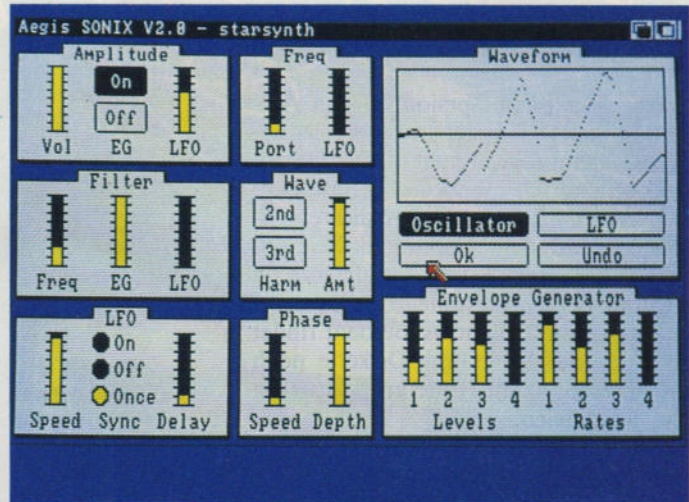 Aegis SONIX V2.0 - starsynth
Amplitude
On
Off
Vol EG LFO
Freq
Port LFO
Waveform
Oscillator LFO
Ok Undo
Filter
Freq EG LFO
Wave
2nd
3rd
Harm Amt
LFO
On
Off
Once
Speed Sync Delay
Phase
Speed Depth
Envelope Generator
1 2 3 4 1 2 3 4
Levels Rates